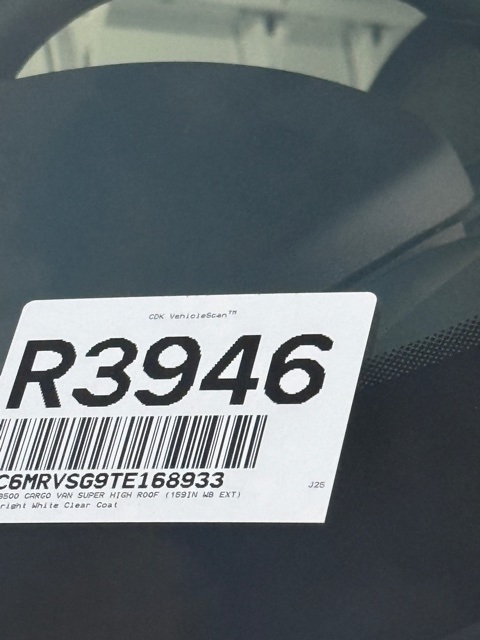 CDK VehicleScan™
R3946
C6MRVSG9TE168933
3500 CARGO VAN SUPER HIGH ROOF (159IN WB EXT)
J25
right White Clear Coat